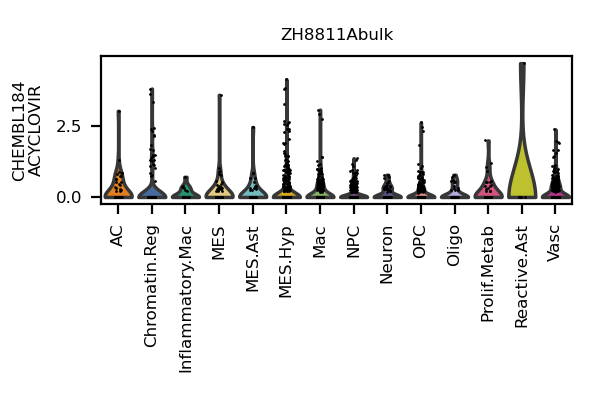 ZH8811Abulk
CHEMBL184
ACYCLOVIR
2.5
0.0
AC
Chromatin.Reg
Inflammatory.Mac
MES
MES.Ast
MES.Hyp
Mac
NPC
Neuron
OPC
Oligo
Prolif.Metab
Reactive.Ast
Vasc